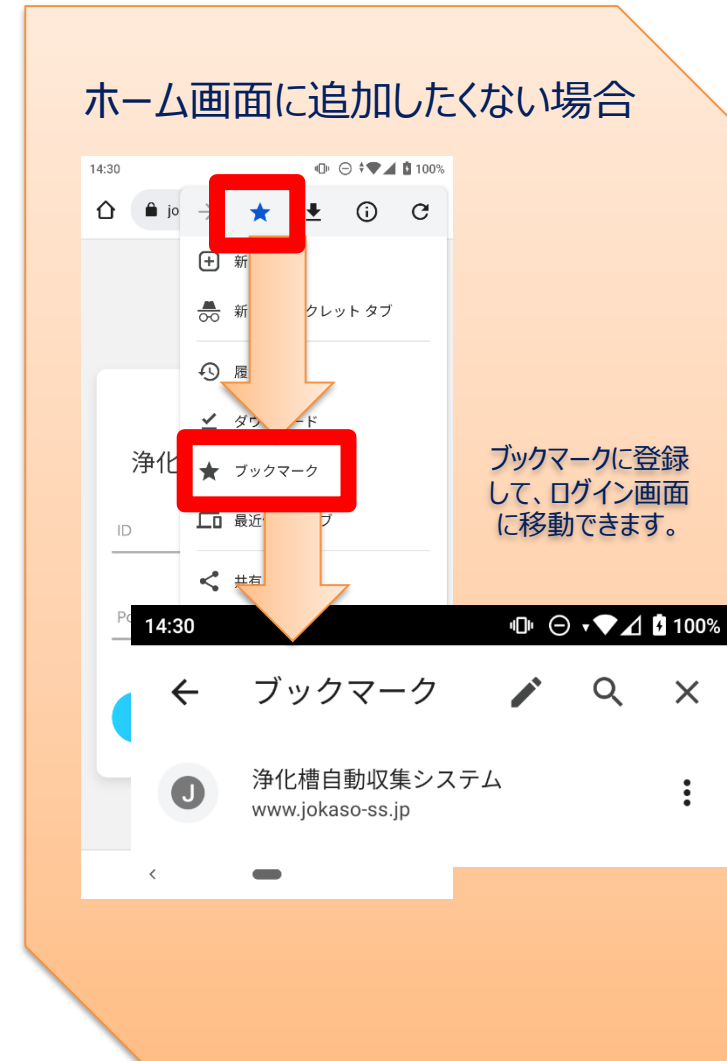 ホーム画面に追加したくない場合
14:30
100%
jo
新
新
クレット タブ
履
ダウ
ード
ブックマーク
浄化
最近
ブ
ID
共有
ブックマークに登録
して、ログイン画面
に移動できます。
14:30
100%
ブックマーク
J
浄化槽自動収集システム
www.jokaso-ss.jp